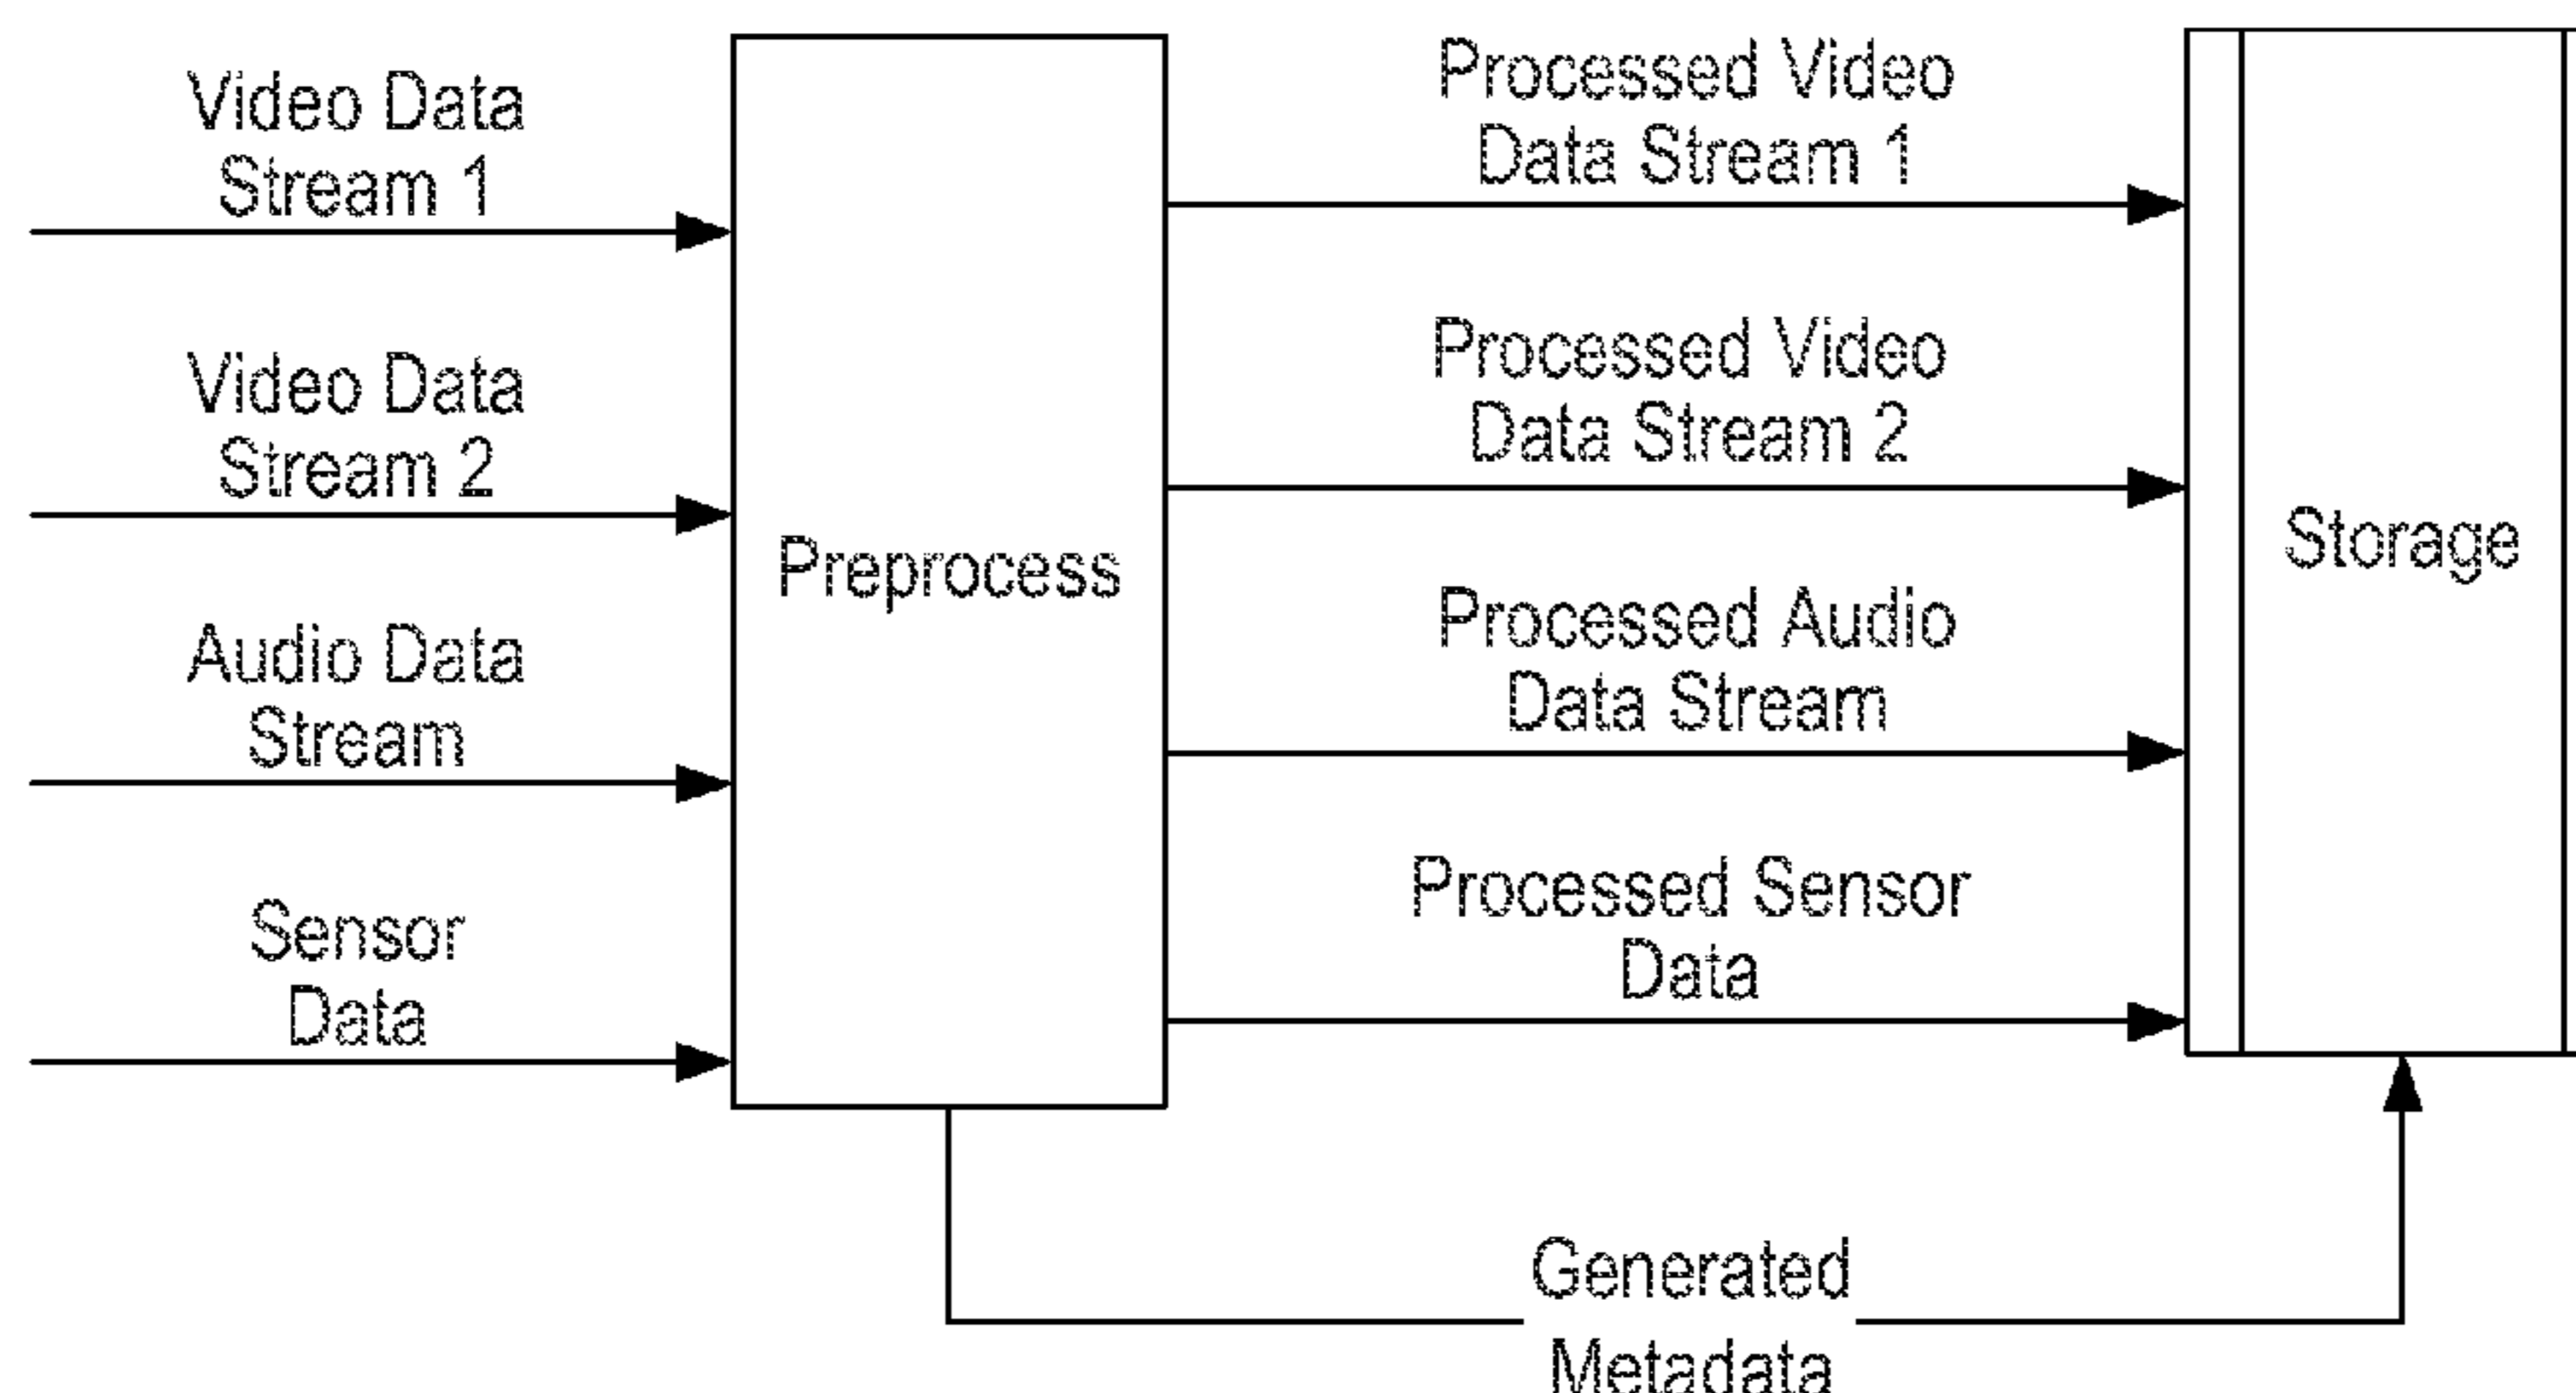 Video Data
Stream 1
Video Data
Stream 2
Audio Data
Stream
Sensor
Data
Preprocess
Processed Video
Data Stream 1
Processed Video
Data Stream 2
Processed Audio
Data Stream
Processed Sensor
Data
Storage
Generated
Metadata